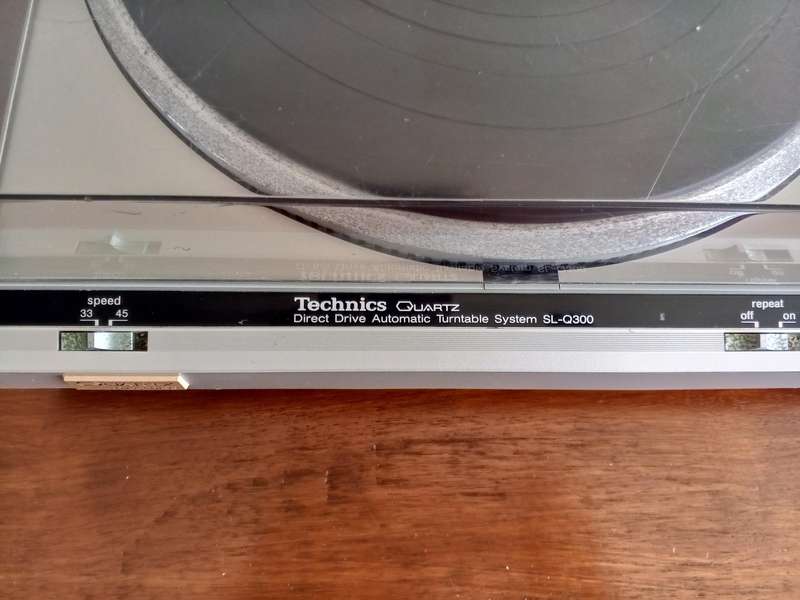 speed
33 45
Technics QUARTZ
Direct Drive Automatic Turntable System SL-Q300
repeat
off on